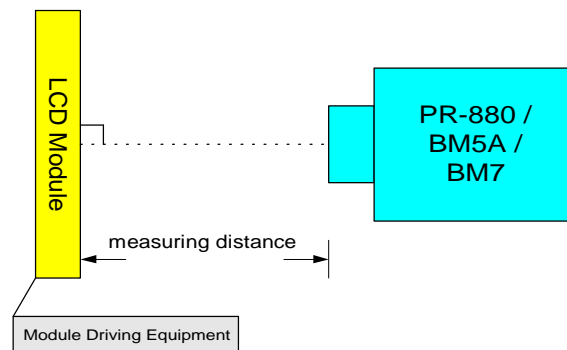 LCD Module
PR-880 /
BM5A /
BM7
measuring distance
Module Driving Equipment